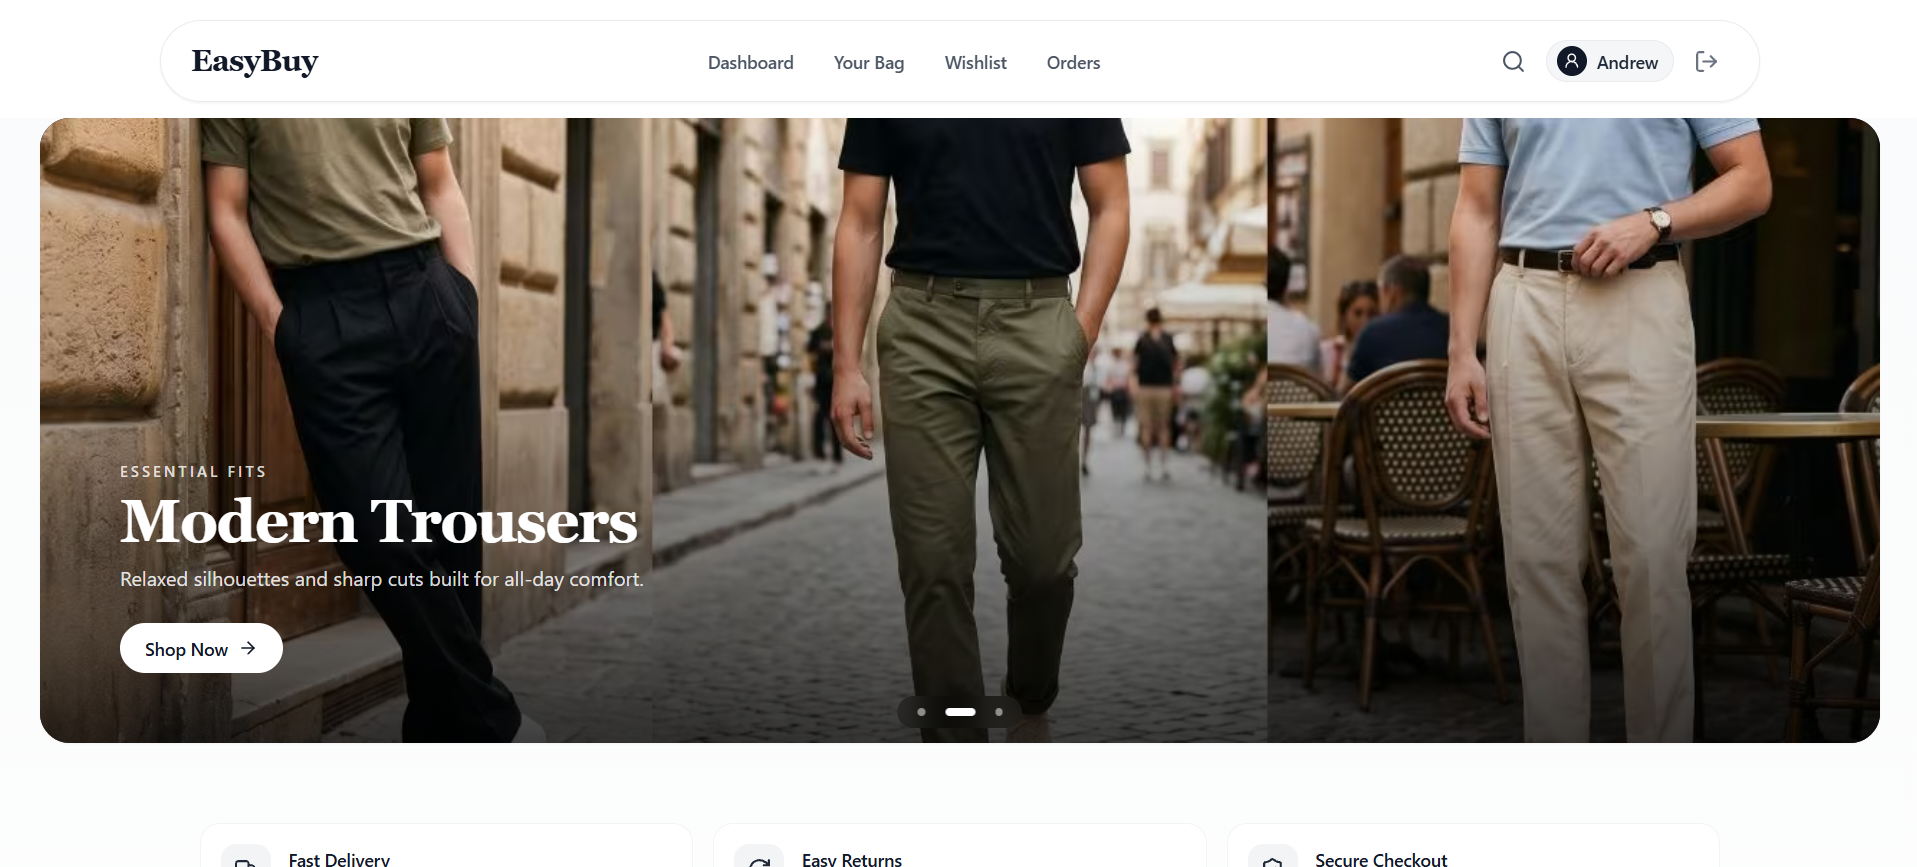 EasyBuy
Dashboard
Your Bag
Wishlist
Orders
Andrew
ESSENTIAL FITS
Modern Trousers
Relaxed silhouettes and sharp cuts built for all-day comfort.
Shop Now
Fast Delivery
Easy Returns
Secure Checkout